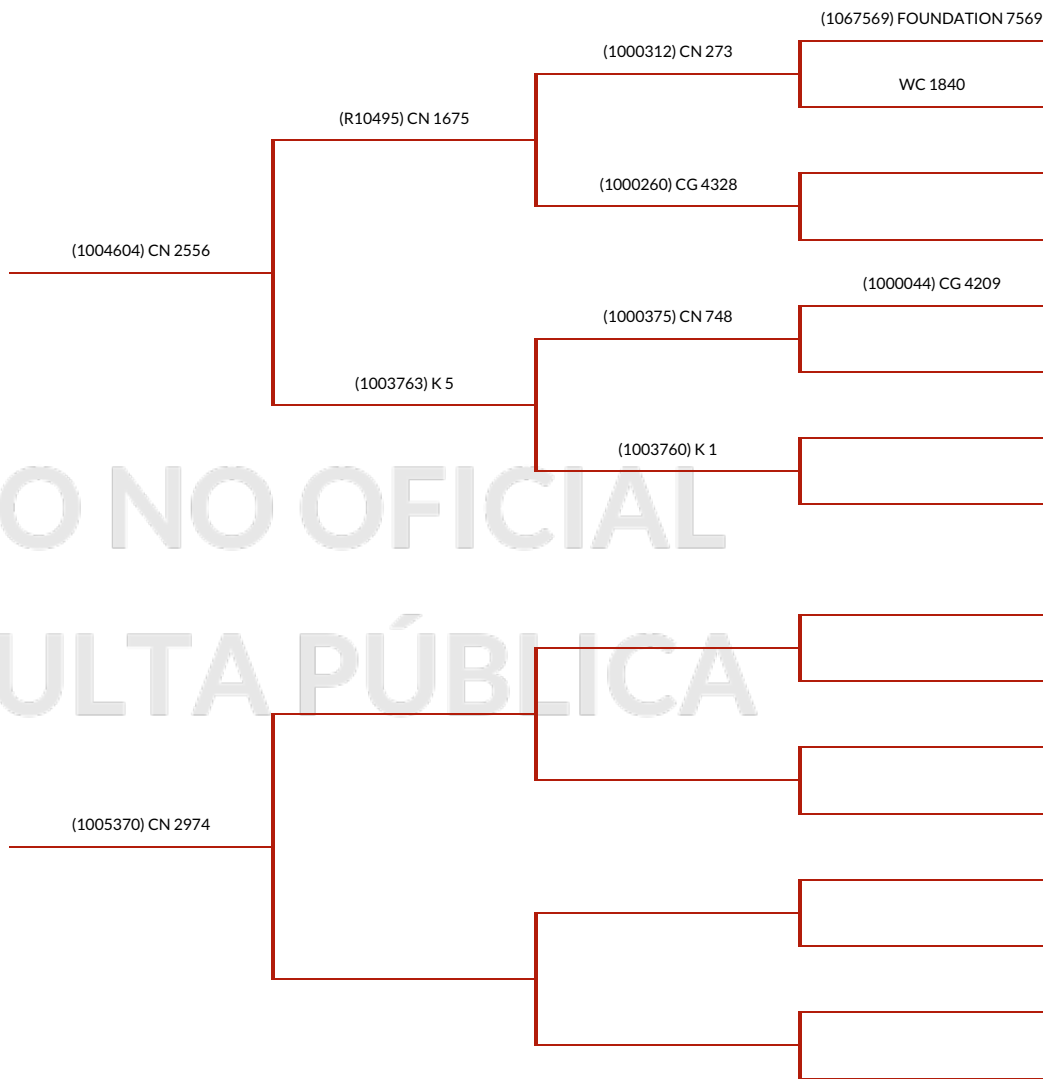 (1067569) FOUNDATION 7569
(1000312) CN 273
WC 1840
(R10495) CN 1675
(1000260) CG 4328
(1004604) CN 2556
(1000044) CG 4209
(1000375) CN 748
(1003763) K 5
(1003760) K 1
O NO OFICIAL
ULTA PÚBLICA
(1005370) CN 2974